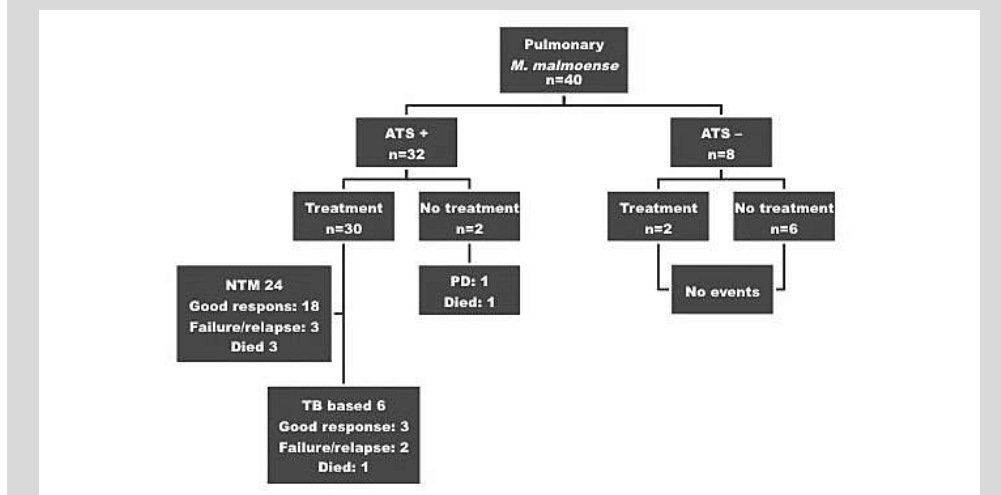 Pulmonary
M. malmoense
n=40
ATS +
n=32
ATS –
n=8
Treatment
n=30
No treatment
n=2
Treatment
n=2
No treatment
n=6
NTM 24
Good respons: 18
Failure/relapse: 3
Died 3
PD: 1
Died: 1
No events
TB based 6
Good response: 3
Failure/relapse: 2
Died: 1